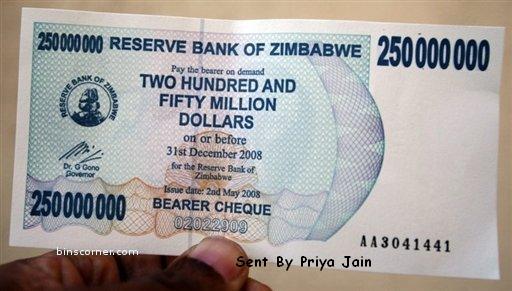 250000000 RESERVE BANK OF ZIMBABWE 250000000
Pay the bearer on demand
TWO HUNDRED AND
FIFTY MILLION
DOLLARS
on or before
31st December 2008
for the Reserve Bank of
Zimbabwe
Issue date: 2nd May 2008
BEARER CHEQUE
02022909
RESERVE BANK OF ZIMBABWE
Dr. G Gono
Governor
250000000
AA3041441
binscorner.com
Sent By Priya Jain